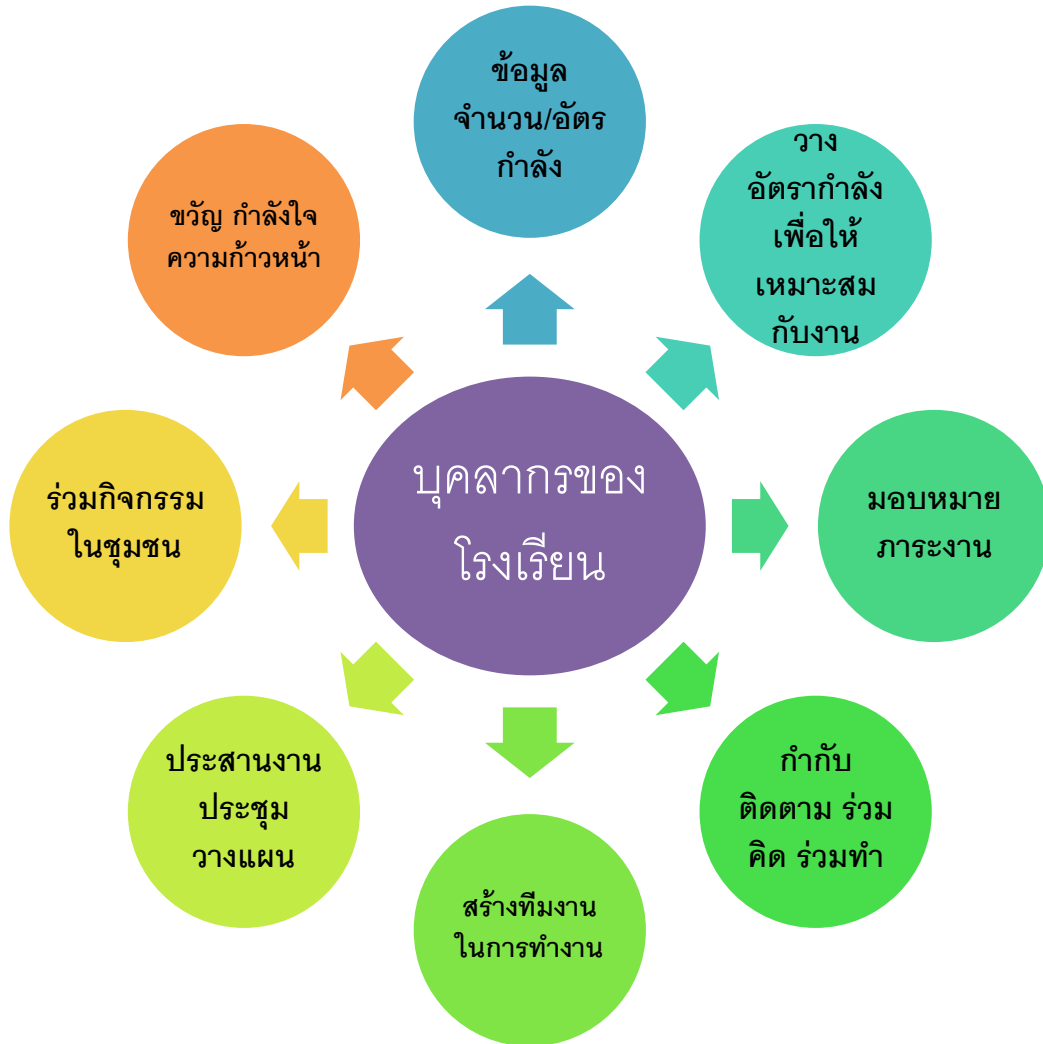 ข้อมูล
จำนวน/อัตร
กำลัง
วาง
อัตรากำลัง
เพื่อให้
เหมาะสม
กับงาน
มอบหมาย
ภาระงาน
กำกับ
ติดตาม ร่วม
คิด ร่วมทำ
สร้างทีมงาน
ในการทำงาน
ประสานงาน
ประชุม
วางแผน
ร่วมกิจกรรม
ในชุมชน
ขวัญ กำลังใจ
ความก้าวหน้า
บุคลากรของ
โรงเรียน